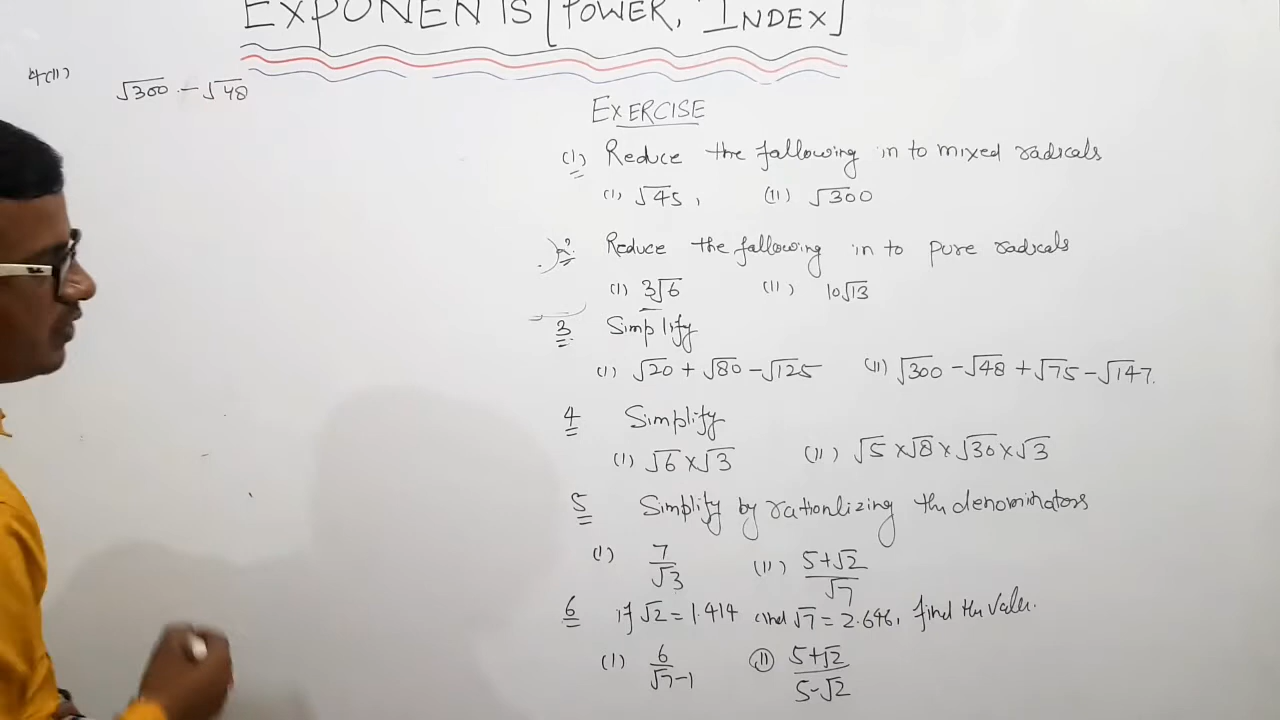 EXPONENTS [POWER, INDEX]
4(11)
√300 - √48
EXERCISE
(1) Reduce the fallowing in to mixed radicals
(1) √45, (11) √300
2 Reduce the fallowing in to pure radicals
(1) 3√6 (11) 10√13
3 Simplify
(1) √20 + √80 - √125 (11) √300 - √48 + √75 - √147.
4 Simplify
(1) √6 × √3 (11) √5 × √8 × √30 × √3
5 Simplify by rationlizing the denominators
(1) 7/√3 (11) 5+√2/√7
6 if √2 = 1.414 and √7 = 2.646, find the Value.
(1) 6/√7-1 (11) 5+√2/5-√2